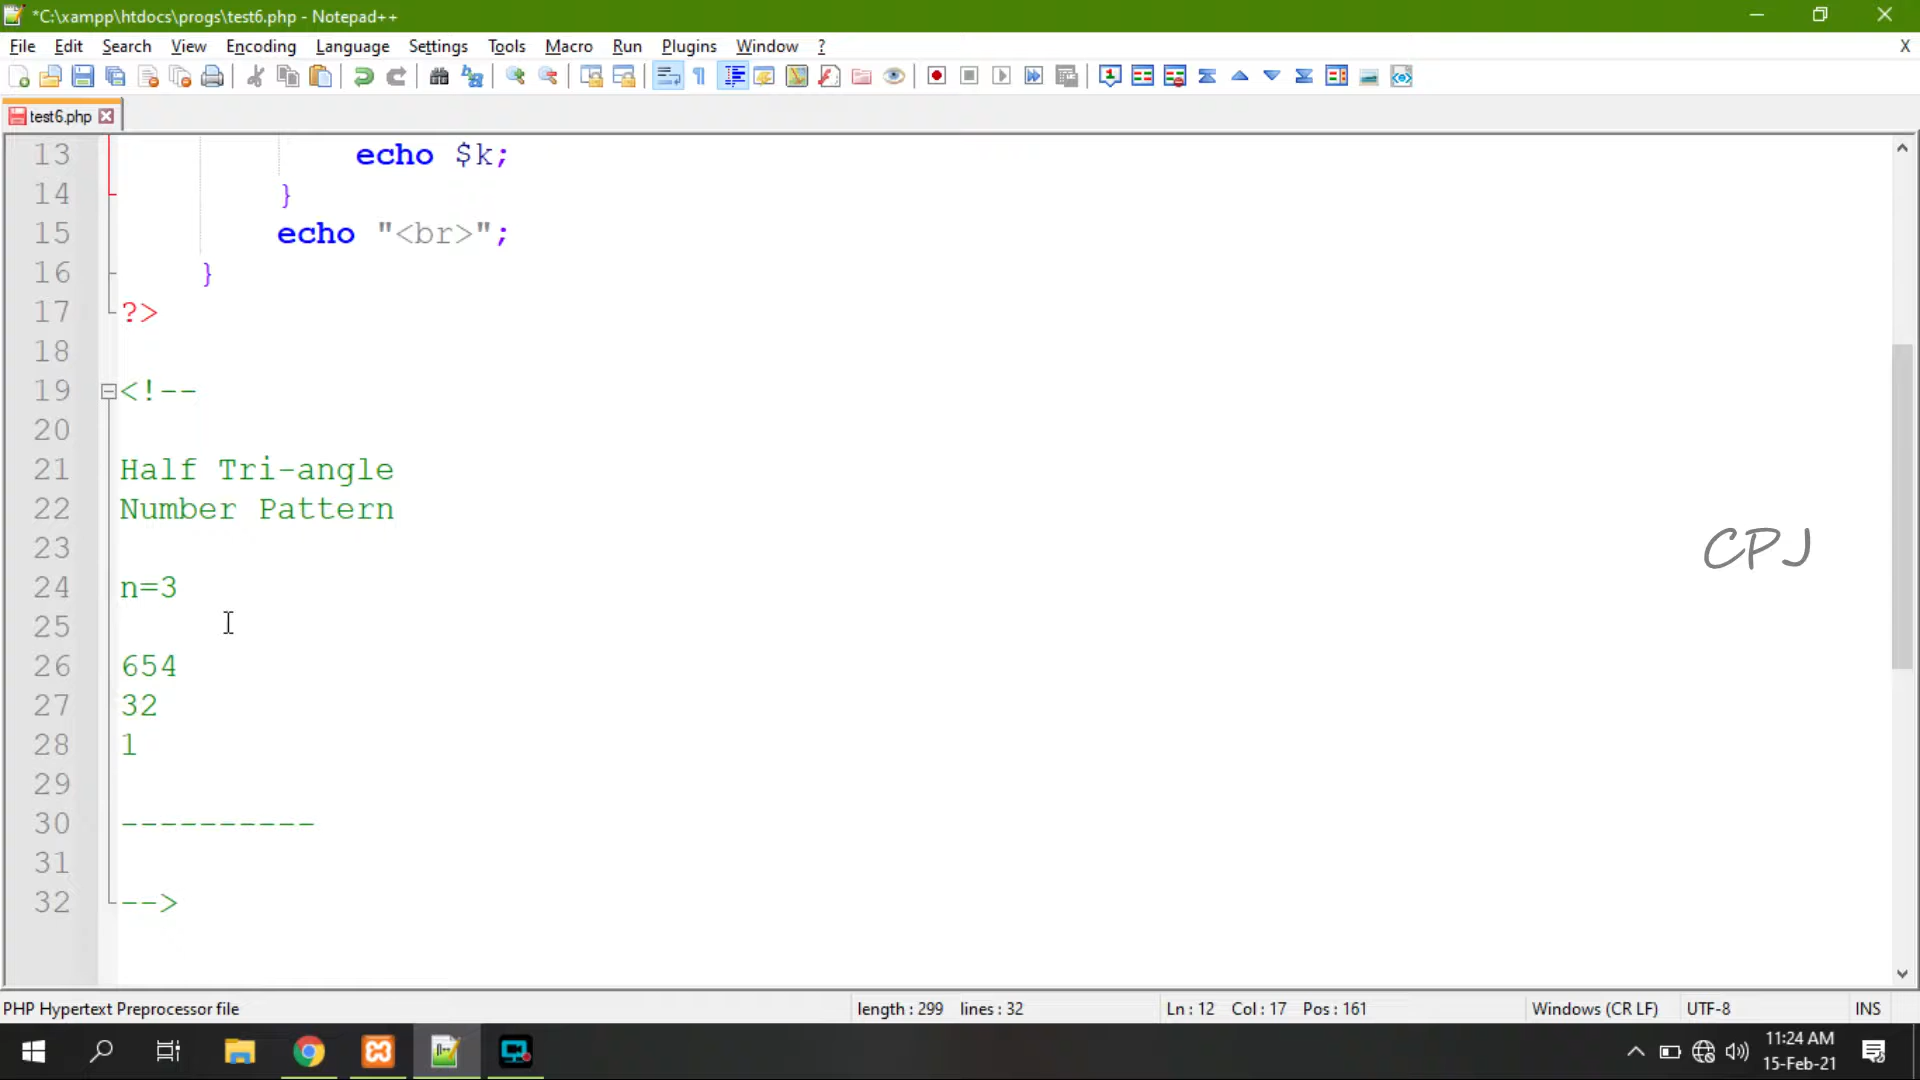 *C:\xampp\htdocs\progs\test6.php - Notepad++
File Edit Search View Encoding Language Settings Tools Macro Run Plugins Window ?
X
test6.php
13 echo $k;
14 }
15 echo "<br>";
16 }
17 ?>
18
19 <!--
20
21 Half Tri-angle
22 Number Pattern
23
24 n=3
25
26 654
27 32
28 1
29
30 ----------
31
32 -->
CPJ
PHP Hypertext Preprocessor file length : 299 lines : 32 Ln : 12 Col : 17 Pos : 161 Windows (CR LF) UTF-8 INS
11:24 AM
15-Feb-21